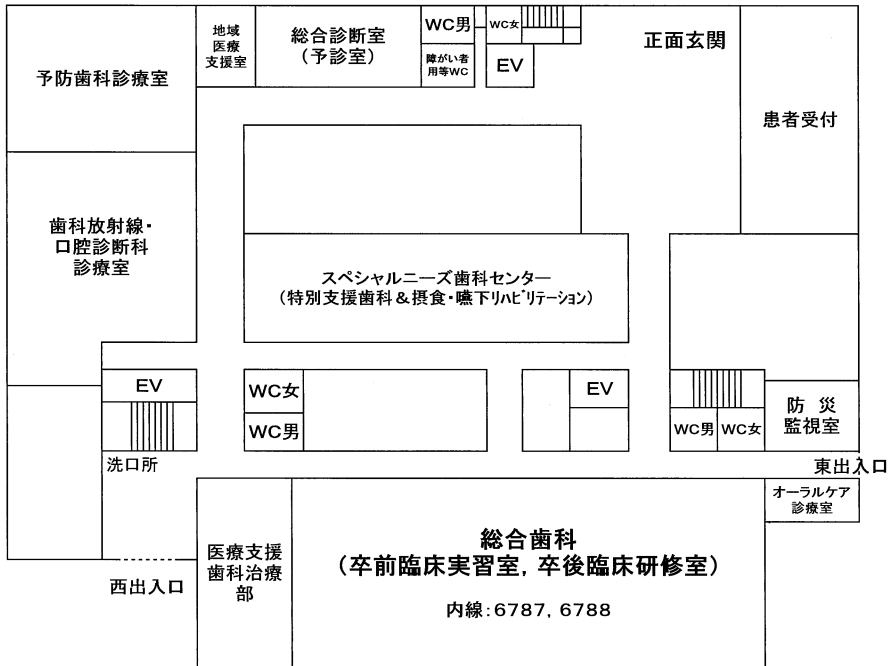 地域
医療
支援室
総合診断室
(予診室)
WC男
WC女
障がい者
用等WC
EV
正面玄関
予防歯科診療室
患者受付
歯科放射線・
口腔診断科
診療室
スペシャルニーズ歯科センター
(特別支援歯科&摂食・嚥下ﾘﾊﾋﾞﾘテーション)
EV
WC女
WC男
EV
WC男
WC女
防 災
監視室
洗口所
東出入口
オーラルケア
診療室
西出入口
医療支援
歯科治療
部
総合歯科
(卒前臨床実習室, 卒後臨床研修室)
内線:6787, 6788